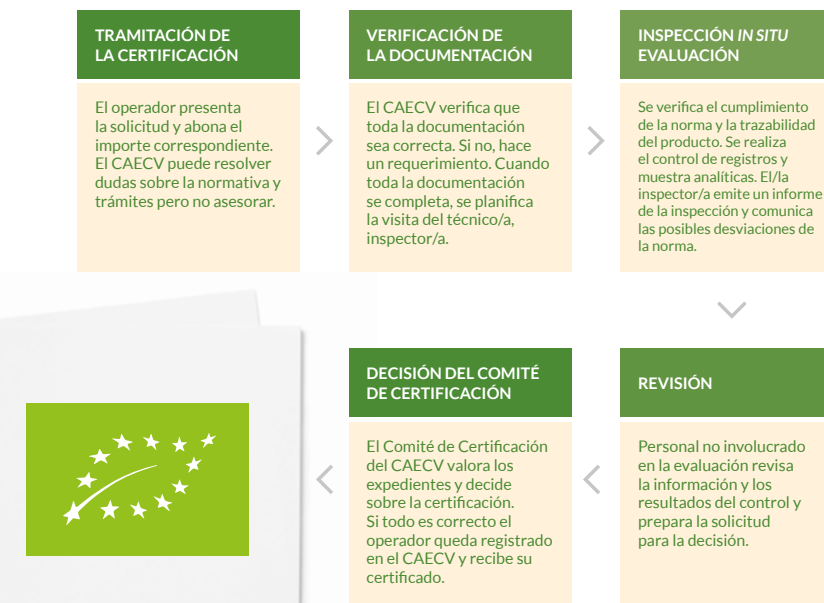 TRAMITACIÓN DE
LA CERTIFICACIÓN
El operador presenta
la solicitud y abona el
importe correspondiente.
El CAECV puede resolver
dudas sobre la normativa y
trámites pero no asesorar.
VERIFICACIÓN DE
LA DOCUMENTACIÓN
El CAECV verifica que
toda la documentación
sea correcta. Si no, hace
un requerimiento. Cuando
toda la documentación
se completa, se planifica
la visita del técnico/a,
inspector/a.
INSPECCIÓN IN SITU
EVALUACIÓN
Se verifica el cumplimiento
de la norma y la trazabilidad
del producto. Se realiza
el control de registros y
muestra analíticas. El/la
inspector/a emite un informe
de la inspección y comunica
las posibles desviaciones de
la norma.
REVISIÓN
Personal no involucrado
en la evaluación revisa
la información y los
resultados del control y
prepara la solicitud
para la decisión.
DECISIÓN DEL COMITÉ
DE CERTIFICACIÓN
El Comité de Certificación
del CAECV valora los
expedientes y decide
sobre la certificación.
Si todo es correcto el
operador queda registrado
en el CAECV y recibe su
certificado.